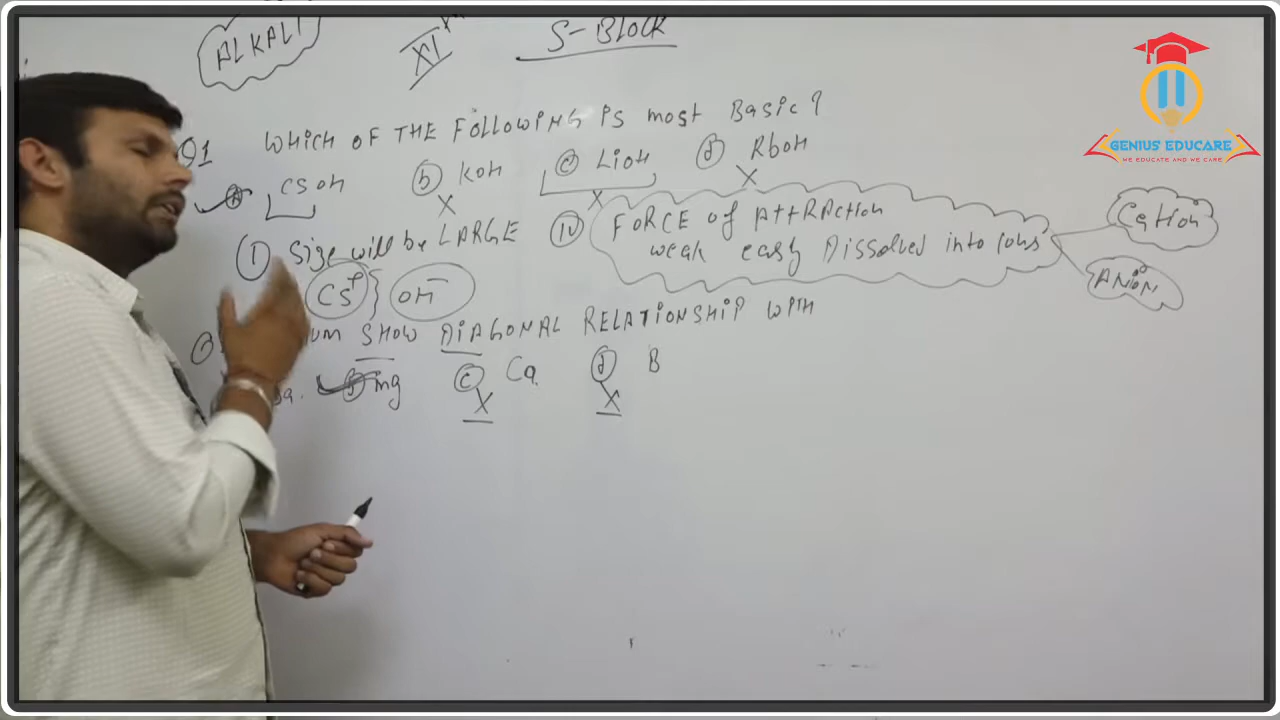 ALKALI
XI
S-BLOCK
GENIUS EDUCARE
WE EDUCATE AND WE CARE
Q1 WHICH OF THE FOLLOWING is most Basic?
CSOH (b) KOH (c) LiOH (d) RbOH
X X X
(I) Size will be LARGE (IV) FORCE of AttRACtion
weak easly Dissolved into ions
Cation
ANION
Cs+ } OH-
SHOW DIAGONAL RELATIONSHIP WITH
(b) mg (c) Ca (d) B
X X